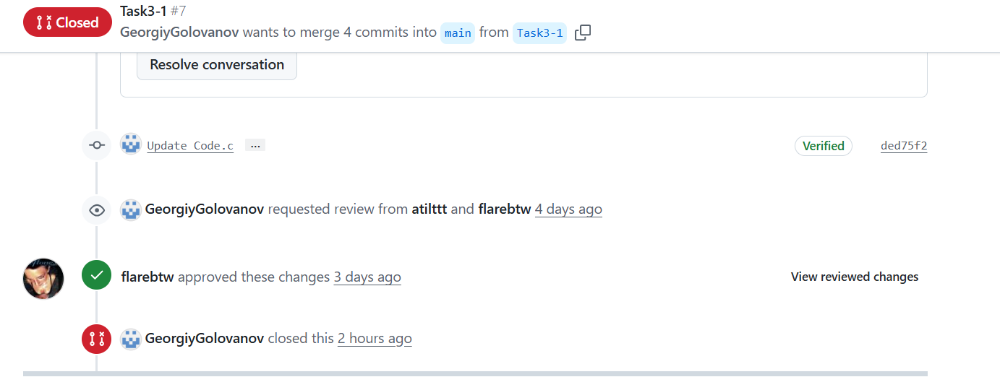 Closed
Task3-1 #7
GeorgiyGolovanov wants to merge 4 commits into main from Task3-1
Resolve conversation
Update Code.c ... Verified ded75f2
GeorgiyGolovanov requested review from atilttt and flarebtw 4 days ago
flarebtw approved these changes 3 days ago View reviewed changes
GeorgiyGolovanov closed this 2 hours ago